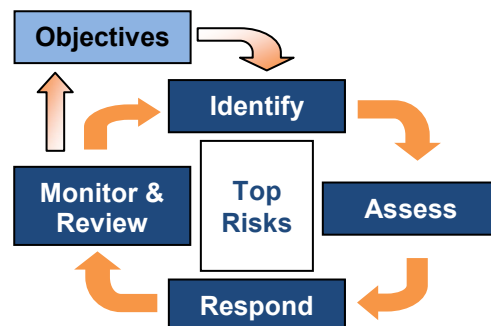 Objectives
Identify
Monitor &
Review
Top
Risks
Assess
Respond